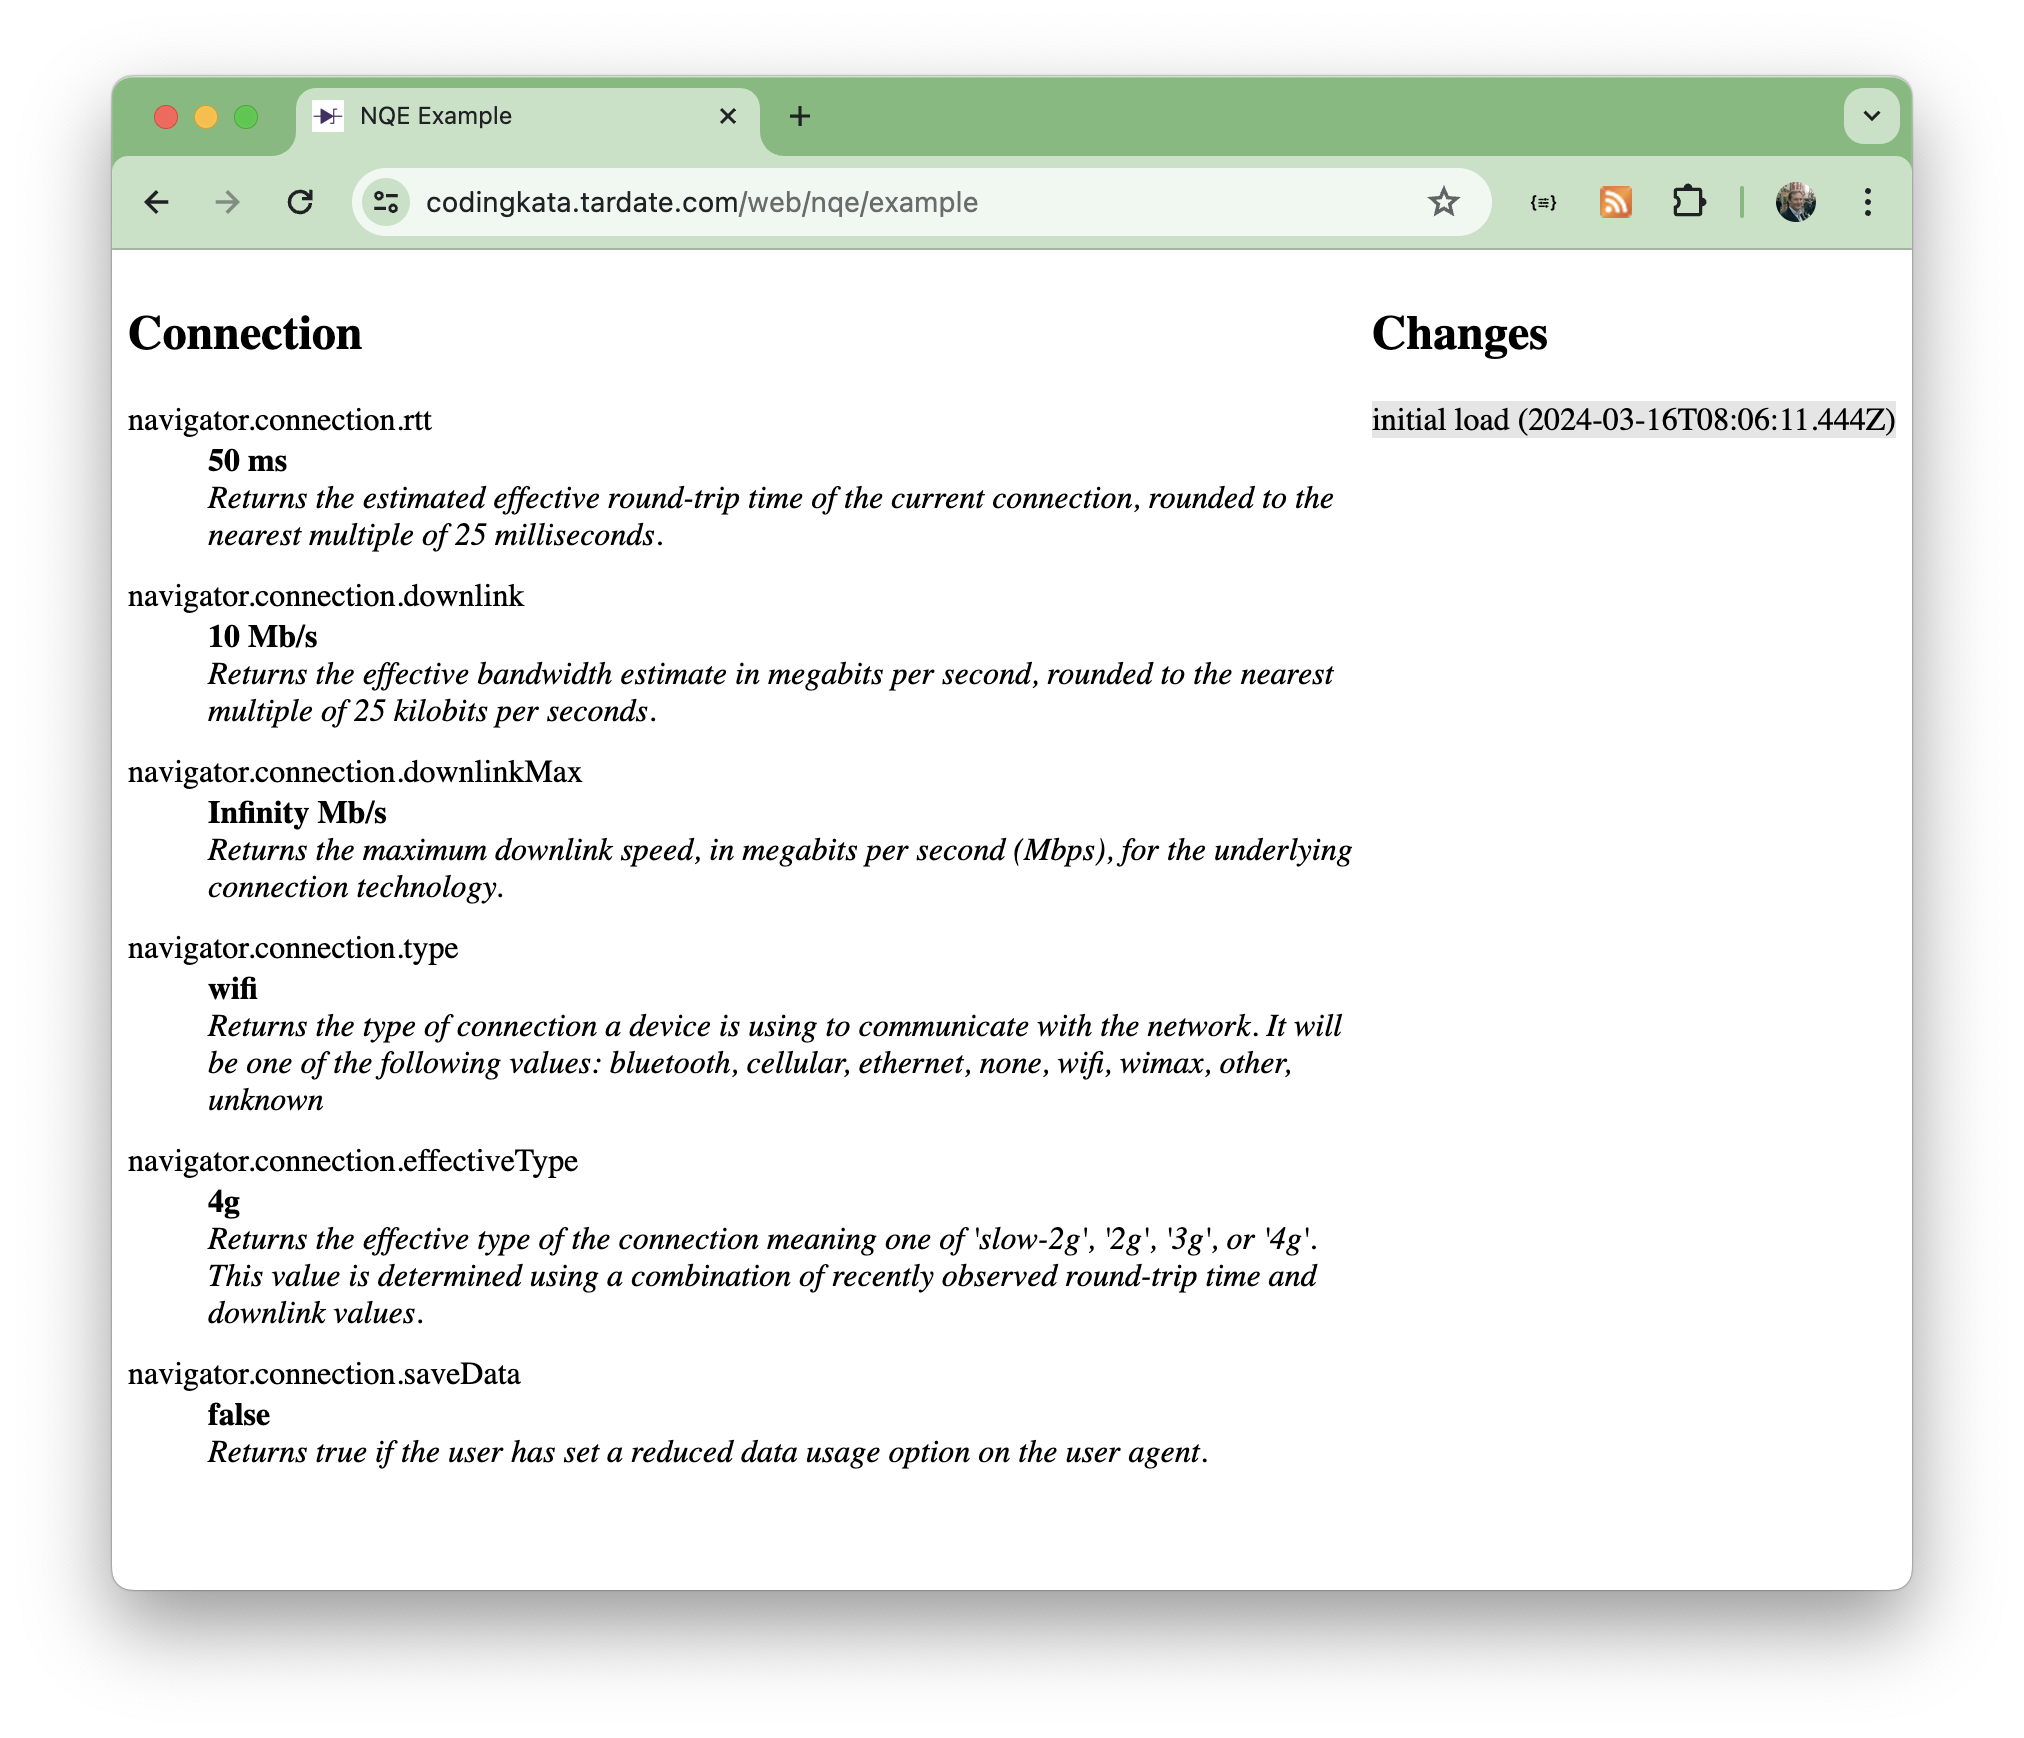 NQE Example
codingkata.tardate.com/web/nqe/example
Connection
navigator.connection.rtt
50 ms
Returns the estimated effective round-trip time of the current connection, rounded to the
nearest multiple of 25 milliseconds.
navigator.connection.downlink
10 Mb/s
Returns the effective bandwidth estimate in megabits per second, rounded to the nearest
multiple of 25 kilobits per seconds.
navigator.connection.downlinkMax
Infinity Mb/s
Returns the maximum downlink speed, in megabits per second (Mbps), for the underlying
connection technology.
navigator.connection.type
wifi
Returns the type of connection a device is using to communicate with the network. It will
be one of the following values: bluetooth, cellular, ethernet, none, wifi, wimax, other,
unknown
navigator.connection.effectiveType
4g
Returns the effective type of the connection meaning one of 'slow-2g', '2g', '3g', or '4g'.
This value is determined using a combination of recently observed round-trip time and
downlink values.
navigator.connection.saveData
false
Returns true if the user has set a reduced data usage option on the user agent.
Changes
initial load (2024-03-16T08:06:11.444Z)